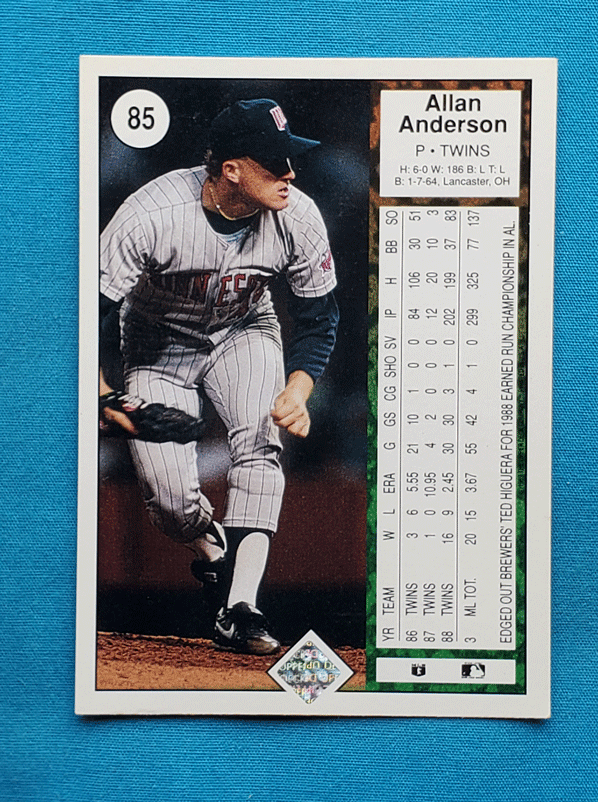 85
Allan
Anderson
P • TWINS
H: 6-0 W: 186 B: L T: L
B: 1-7-64, Lancaster, OH
YR TEAM W L ERA G GS CG SHO SV IP H BB SO
86 TWINS 3 6 5.55 21 10 1 0 0 84 106 30 51
87 TWINS 1 0 10.95 4 2 0 0 0 12 20 10 3
88 TWINS 16 9 2.45 30 30 3 1 0 202 199 37 83
3 ML TOT. 20 15 3.67 55 42 4 1 0 299 325 77 137
EDGED OUT BREWERS' TED HIGUERA FOR 1988 EARNED RUN CHAMPIONSHIP IN AL.